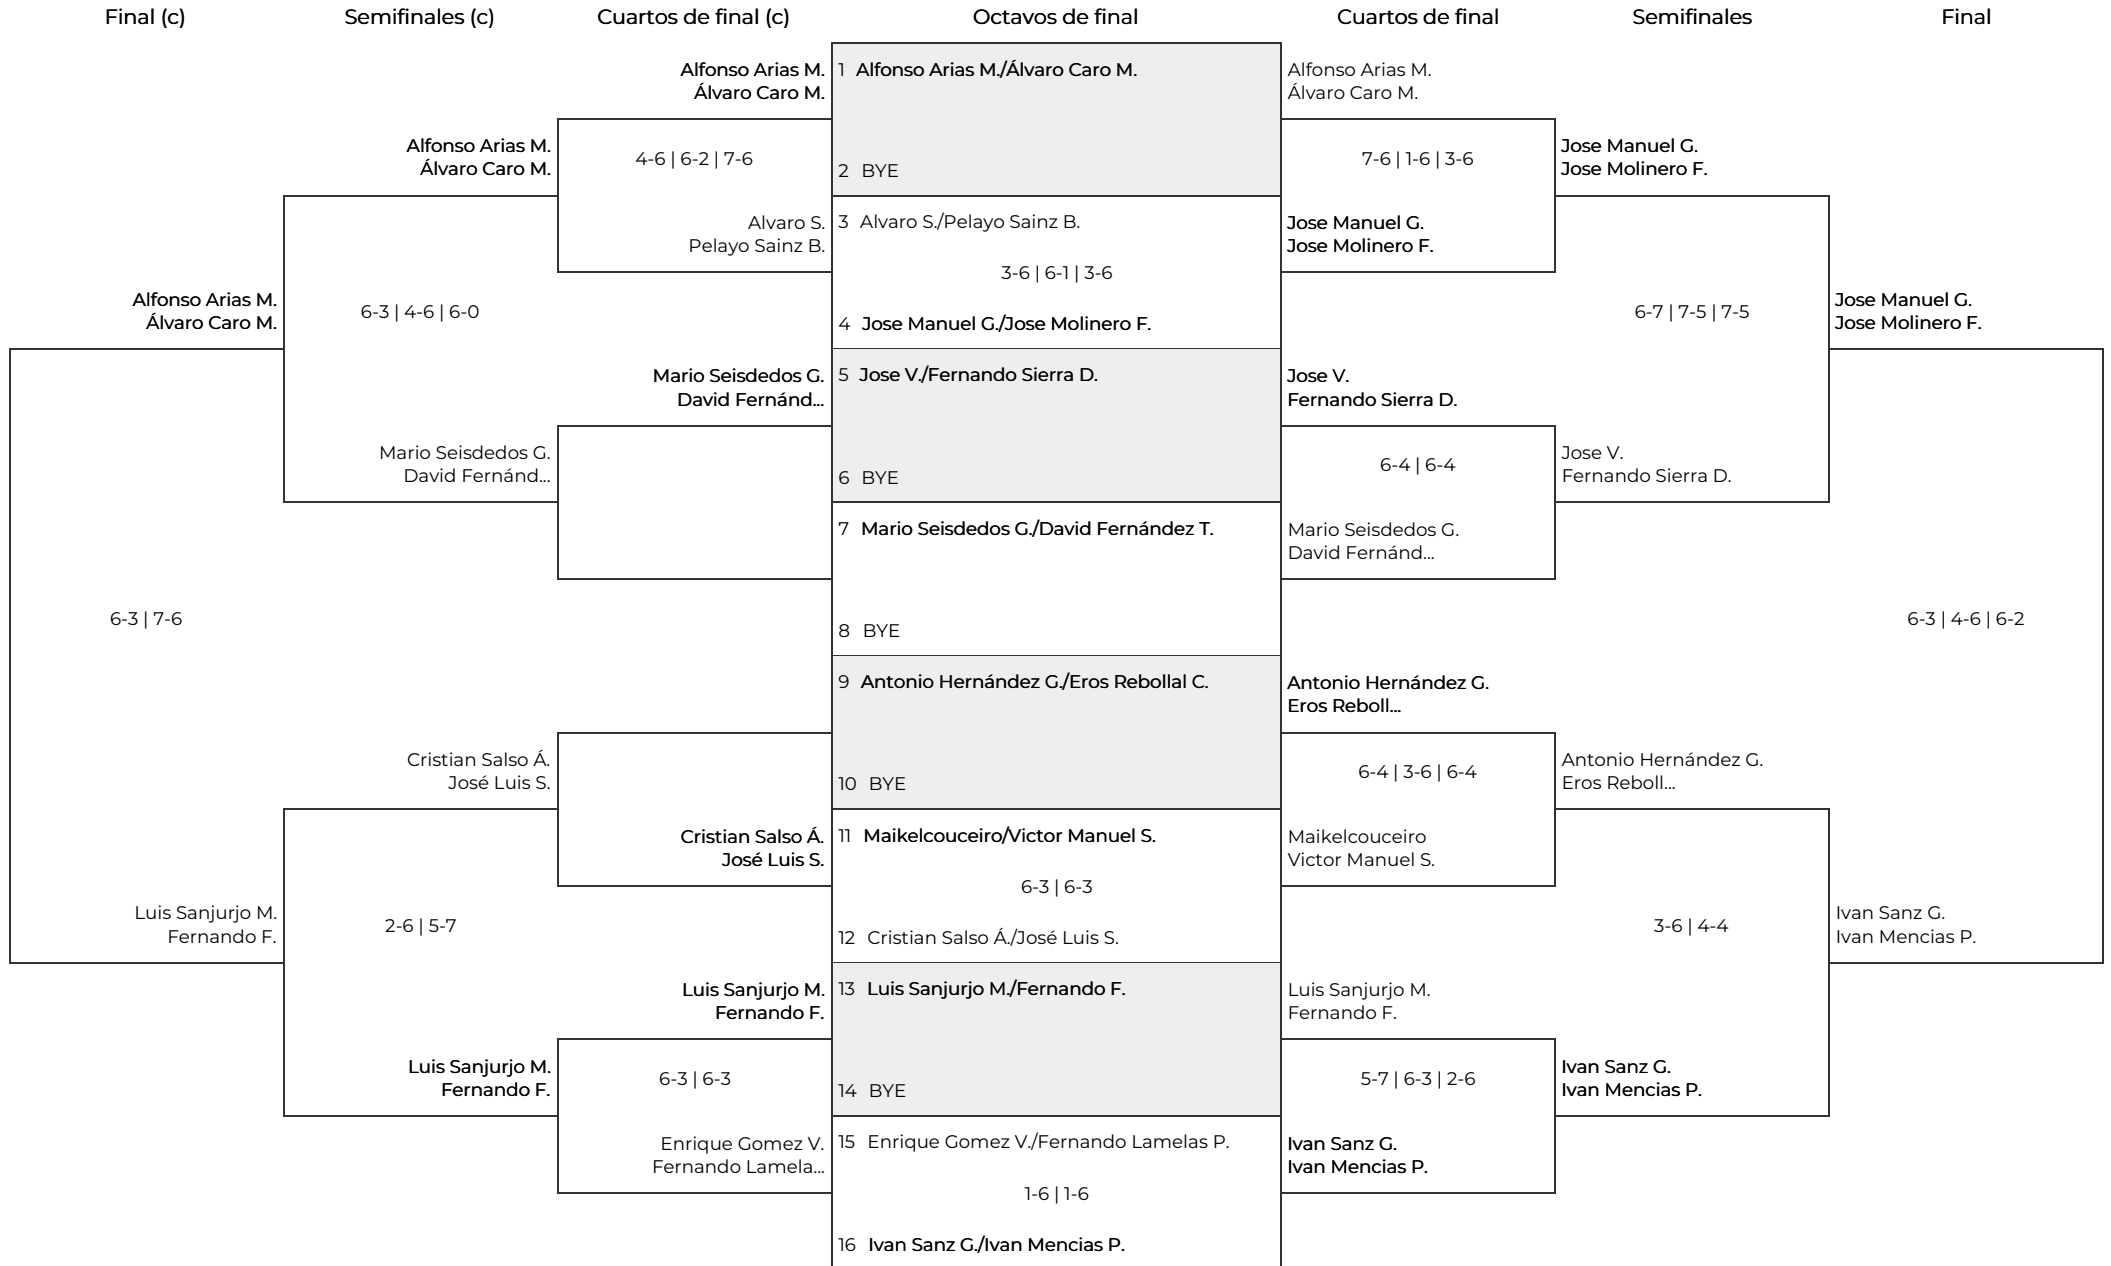 Final (c)
Semifinales (c)
Cuartos de final (c)
Octavos de final
Cuartos de final
Semifinales
Final
Alfonso Arias M.
Álvaro Caro M.
Alfonso Arias M.
Álvaro Caro M.
6-3 | 7-6
Luis Sanjurjo M.
Fernando F.
Alfonso Arias M.
Álvaro Caro M.
6-3 | 4-6 | 6-0
Mario Seisdedos G.
David Fernánd...
Cristian Salso Á.
José Luis S.
2-6 | 5-7
Luis Sanjurjo M.
Fernando F.
4-6 | 6-2 | 7-6
Alvaro S.
Pelayo Sainz B.
Mario Seisdedos G.
David Fernánd...
Cristian Salso Á.
José Luis S.
Luis Sanjurjo M.
Fernando F.
6-3 | 6-3
Enrique Gomez V.
Fernando Lamela...
1 Alfonso Arias M./Álvaro Caro M.
2 BYE
3 Alvaro S./Pelayo Sainz B.
3-6 | 6-1 | 3-6
4 Jose Manuel G./Jose Molinero F.
5 Jose V./Fernando Sierra D.
6 BYE
7 Mario Seisdedos G./David Fernández T.
8 BYE
9 Antonio Hernández G./Eros Rebollal C.
10 BYE
11 Maikelcouceiro/Victor Manuel S.
6-3 | 6-3
12 Cristian Salso Á./José Luis S.
13 Luis Sanjurjo M./Fernando F.
14 BYE
15 Enrique Gomez V./Fernando Lamelas P.
1-6 | 1-6
16 Ivan Sanz G./Ivan Mencias P.
Alfonso Arias M.
Álvaro Caro M.
7-6 | 1-6 | 3-6
Jose Manuel G.
Jose Molinero F.
Jose V.
Fernando Sierra D.
6-4 | 6-4
Mario Seisdedos G.
David Fernánd...
Antonio Hernández G.
Eros Reboll...
6-4 | 3-6 | 6-4
Maikelcouceiro
Victor Manuel S.
Luis Sanjurjo M.
Fernando F.
5-7 | 6-3 | 2-6
Ivan Sanz G.
Ivan Mencias P.
Jose Manuel G.
Jose Molinero F.
6-7 | 7-5 | 7-5
Jose V.
Fernando Sierra D.
Antonio Hernández G.
Eros Reboll...
3-6 | 4-4
Ivan Sanz G.
Ivan Mencias P.
Jose Manuel G.
Jose Molinero F.
6-3 | 4-6 | 6-2
Ivan Sanz G.
Ivan Mencias P.